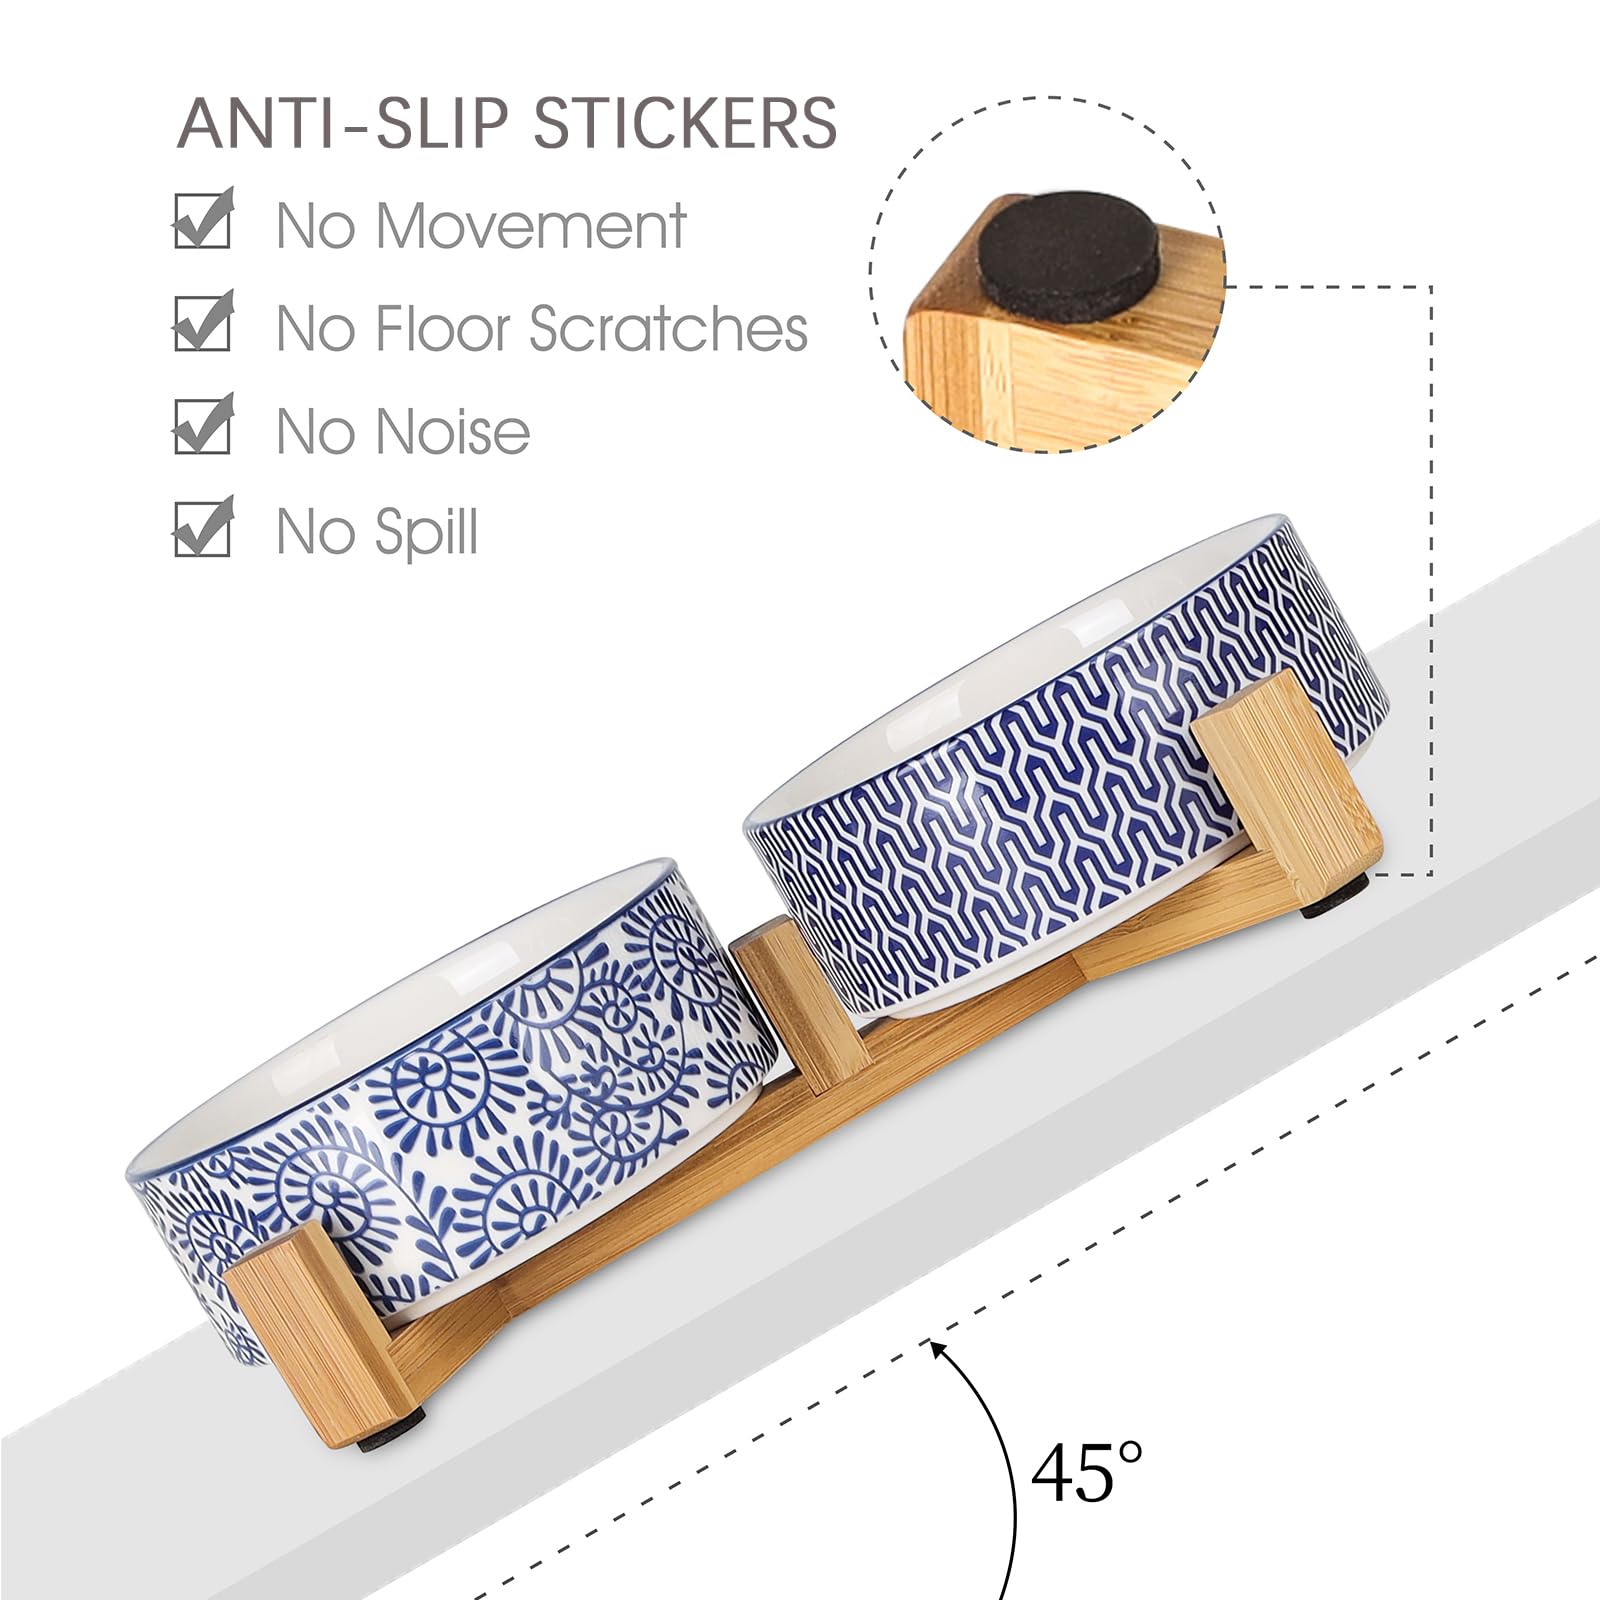 ANTI-SLIP STICKERS
No Movement
No Floor Scratches
No Noise
No Spill
45°